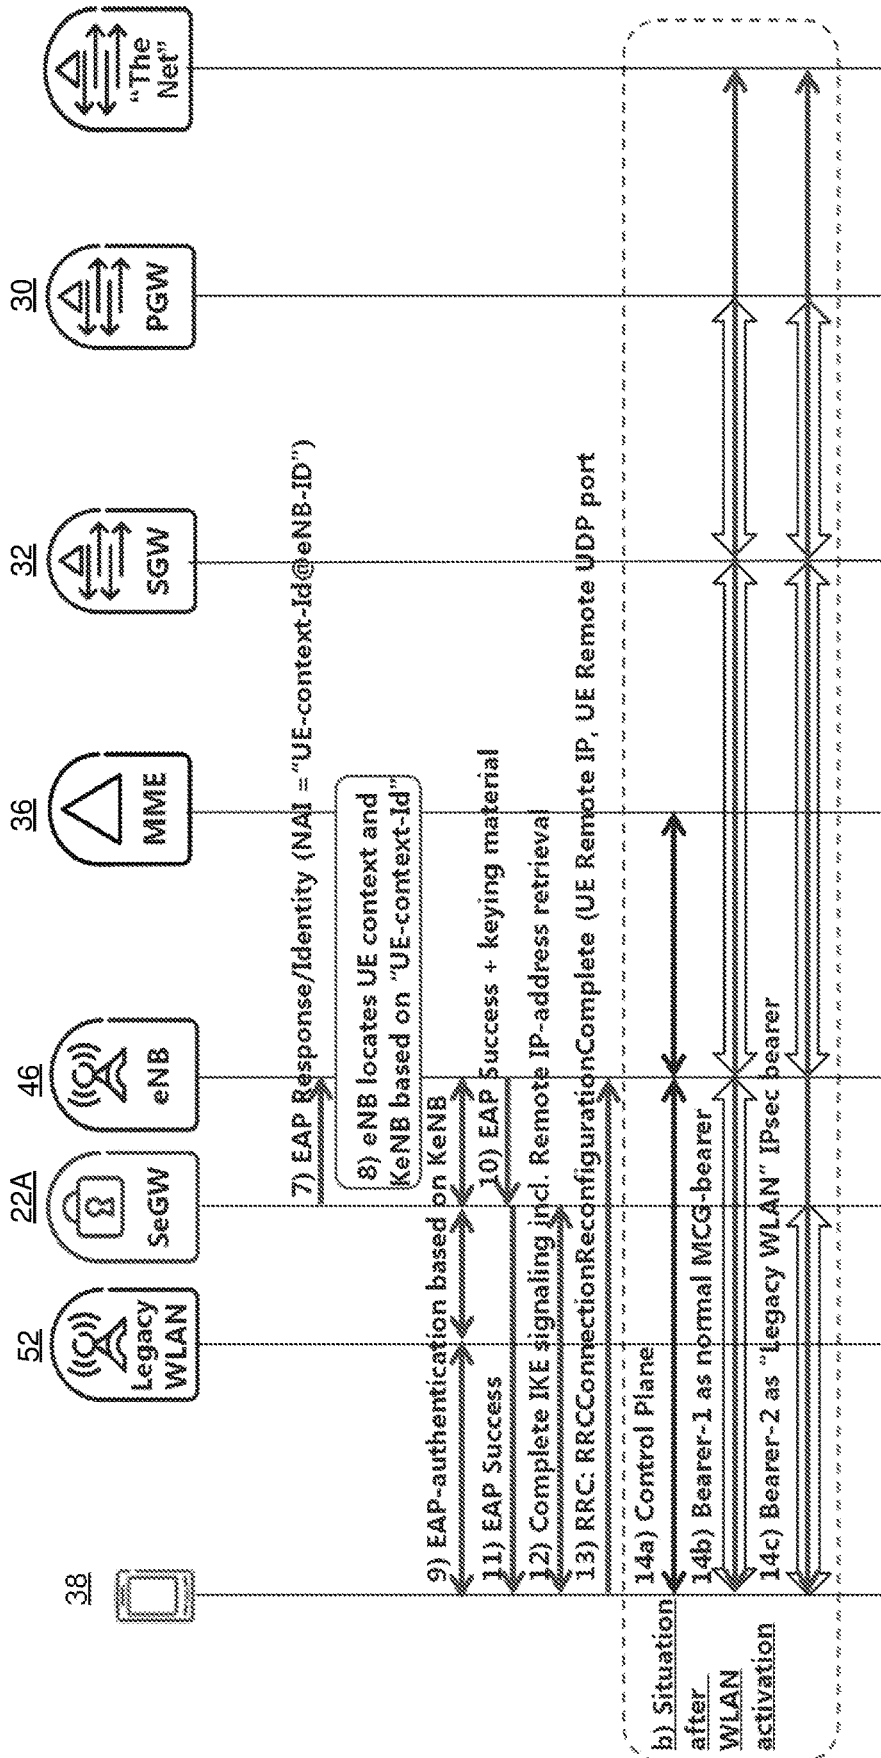 38
52
22A
46
36
32
30
Legacy
WLAN
SeGW
eNB
MME
SGW
PGW
"The
Net"
7) EAP Response/Identity (NAI = "UE-context-Id@eNB-ID")
8) eNB locates UE context and
KeNB based on "UE-context-Id"
9) EAP-authentication based on KeNB
10) EAP Success + keying material
11) EAP Success
12) Complete IKE signaling incl. Remote IP-address retrieval
13) RRC: RRCConnectionReconfigurationComplete (UE Remote IP, UE Remote UDP port
b) Situation
after
WLAN
activation
14a) Control Plane
14b) Bearer-1 as normal MCG-bearer
14c) Bearer-2 as "Legacy WLAN" IPsec bearer